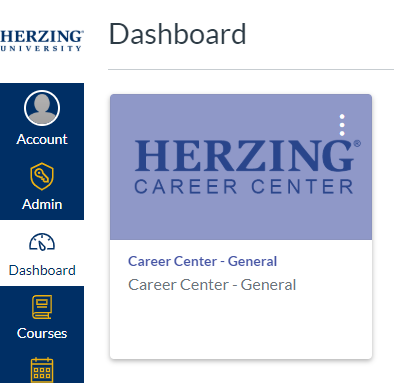 HERZING®
UNIVERSITY
Dashboard
Account
Admin
Dashboard
Courses
HERZING®
CAREER CENTER
Career Center - General
Career Center - General